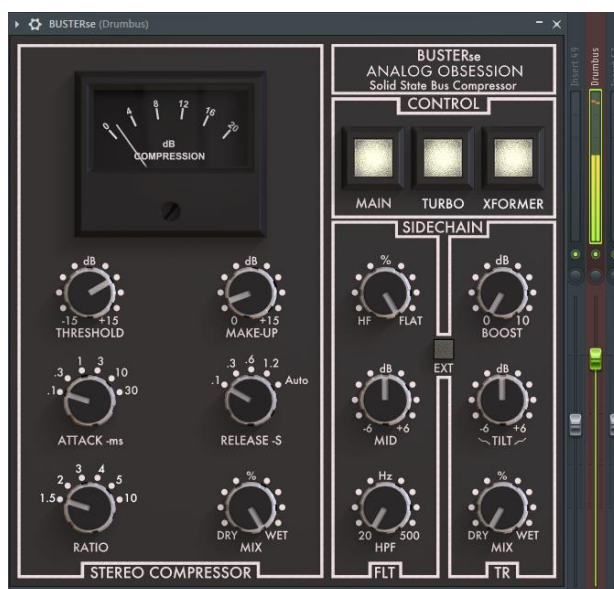 BUSTERse (Drumbus)
Insert 49
Drumbus
BUSTERse
ANALOG OBSESSION
Solid State Bus Compressor
0 4 8 12 16 20
dB
COMPRESSION
CONTROL
MAIN TURBO XFORMER
SIDECHAIN
dB
-15 +15
THRESHOLD
dB
0 +15
MAKE-UP
%
HF FLAT
dB
0 10
BOOST
EXT
.1 .3 1 3 10 30
ATTACK -ms
.1 .3 .6 1.2 Auto
RELEASE -S
dB
-6 +6
MID
dB
-6 +6
TILT
1.5 2 3 4 5 10
RATIO
%
DRY WET
MIX
Hz
20 500
HPF
%
DRY WET
MIX
STEREO COMPRESSOR
FLT
TR